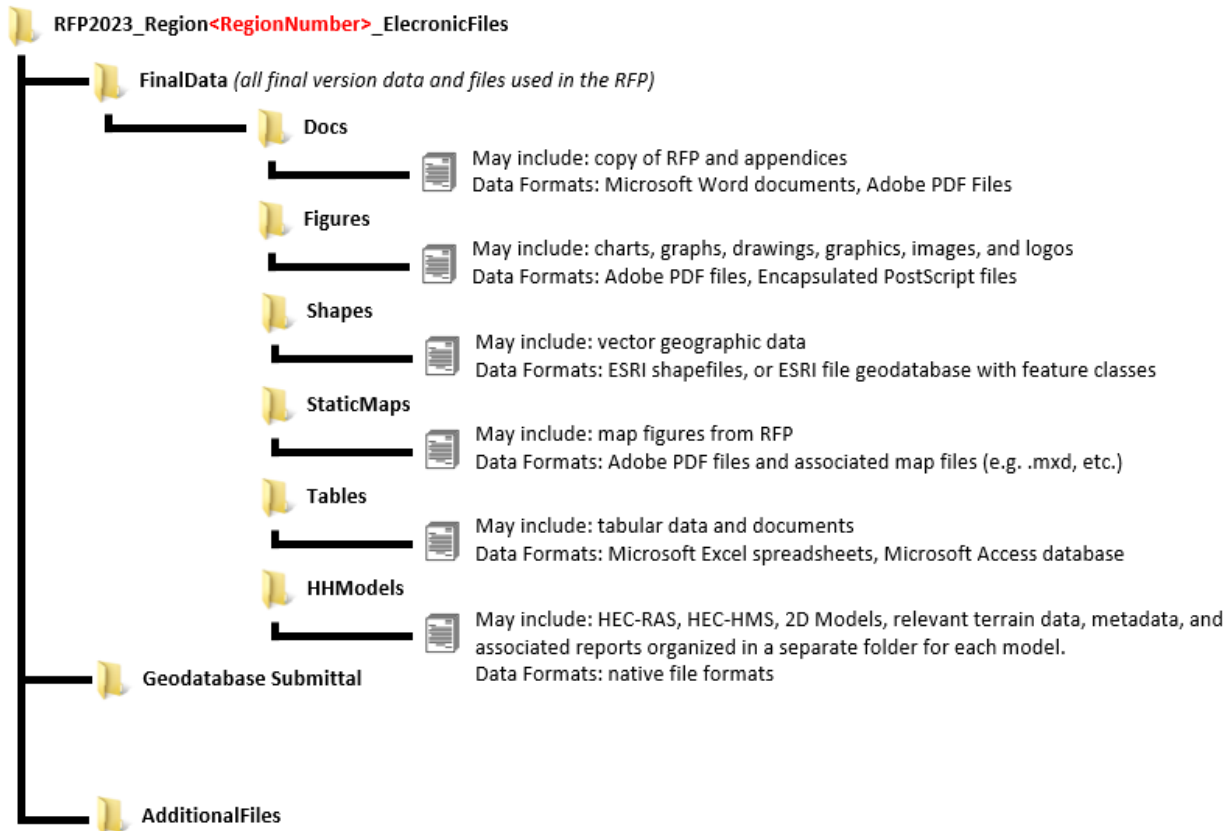 RFP2023_Region<RegionNumber>_ElecronicFiles
FinalData (all final version data and files used in the RFP)
Docs
May include: copy of RFP and appendices
Data Formats: Microsoft Word documents, Adobe PDF Files
Figures
May include: charts, graphs, drawings, graphics, images, and logos
Data Formats: Adobe PDF files, Encapsulated PostScript files
Shapes
May include: vector geographic data
Data Formats: ESRI shapefiles, or ESRI file geodatabase with feature classes
StaticMaps
May include: map figures from RFP
Data Formats: Adobe PDF files and associated map files (e.g. .mxd, etc.)
Tables
May include: tabular data and documents
Data Formats: Microsoft Excel spreadsheets, Microsoft Access database
HHModels
May include: HEC-RAS, HEC-HMS, 2D Models, relevant terrain data, metadata, and
associated reports organized in a separate folder for each model.
Data Formats: native file formats
Geodatabase Submittal
AdditionalFiles